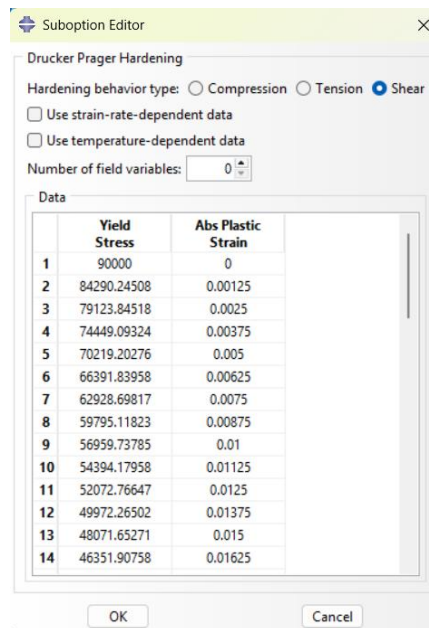 Suboption Editor
Drucker Prager Hardening
Hardening behavior type: Compression Tension Shear
Use strain-rate-dependent data
Use temperature-dependent data
Number of field variables: 0
Data
Yield Stress Abs Plastic Strain
1 90000 0
2 84290.24508 0.00125
3 79123.84518 0.0025
4 74449.09324 0.00375
5 70219.20276 0.005
6 66391.83958 0.00625
7 62928.69817 0.0075
8 59795.11823 0.00875
9 56959.73785 0.01
10 54394.17958 0.01125
11 52072.76647 0.0125
12 49972.26502 0.01375
13 48071.65271 0.015
14 46351.90758 0.01625
OK Cancel